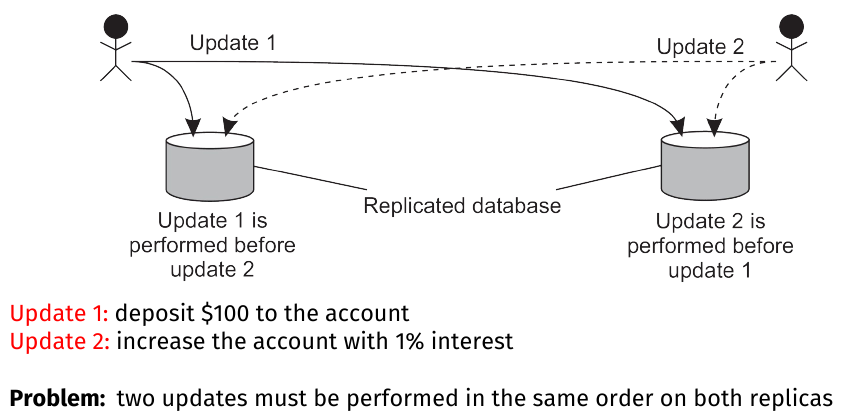 Update 1
Update 2
Replicated database
Update 1 is
performed before
update 2
Update 2 is
performed before
update 1
Update 1: deposit $100 to the account
Update 2: increase the account with 1% interest
Problem: two updates must be performed in the same order on both replicas